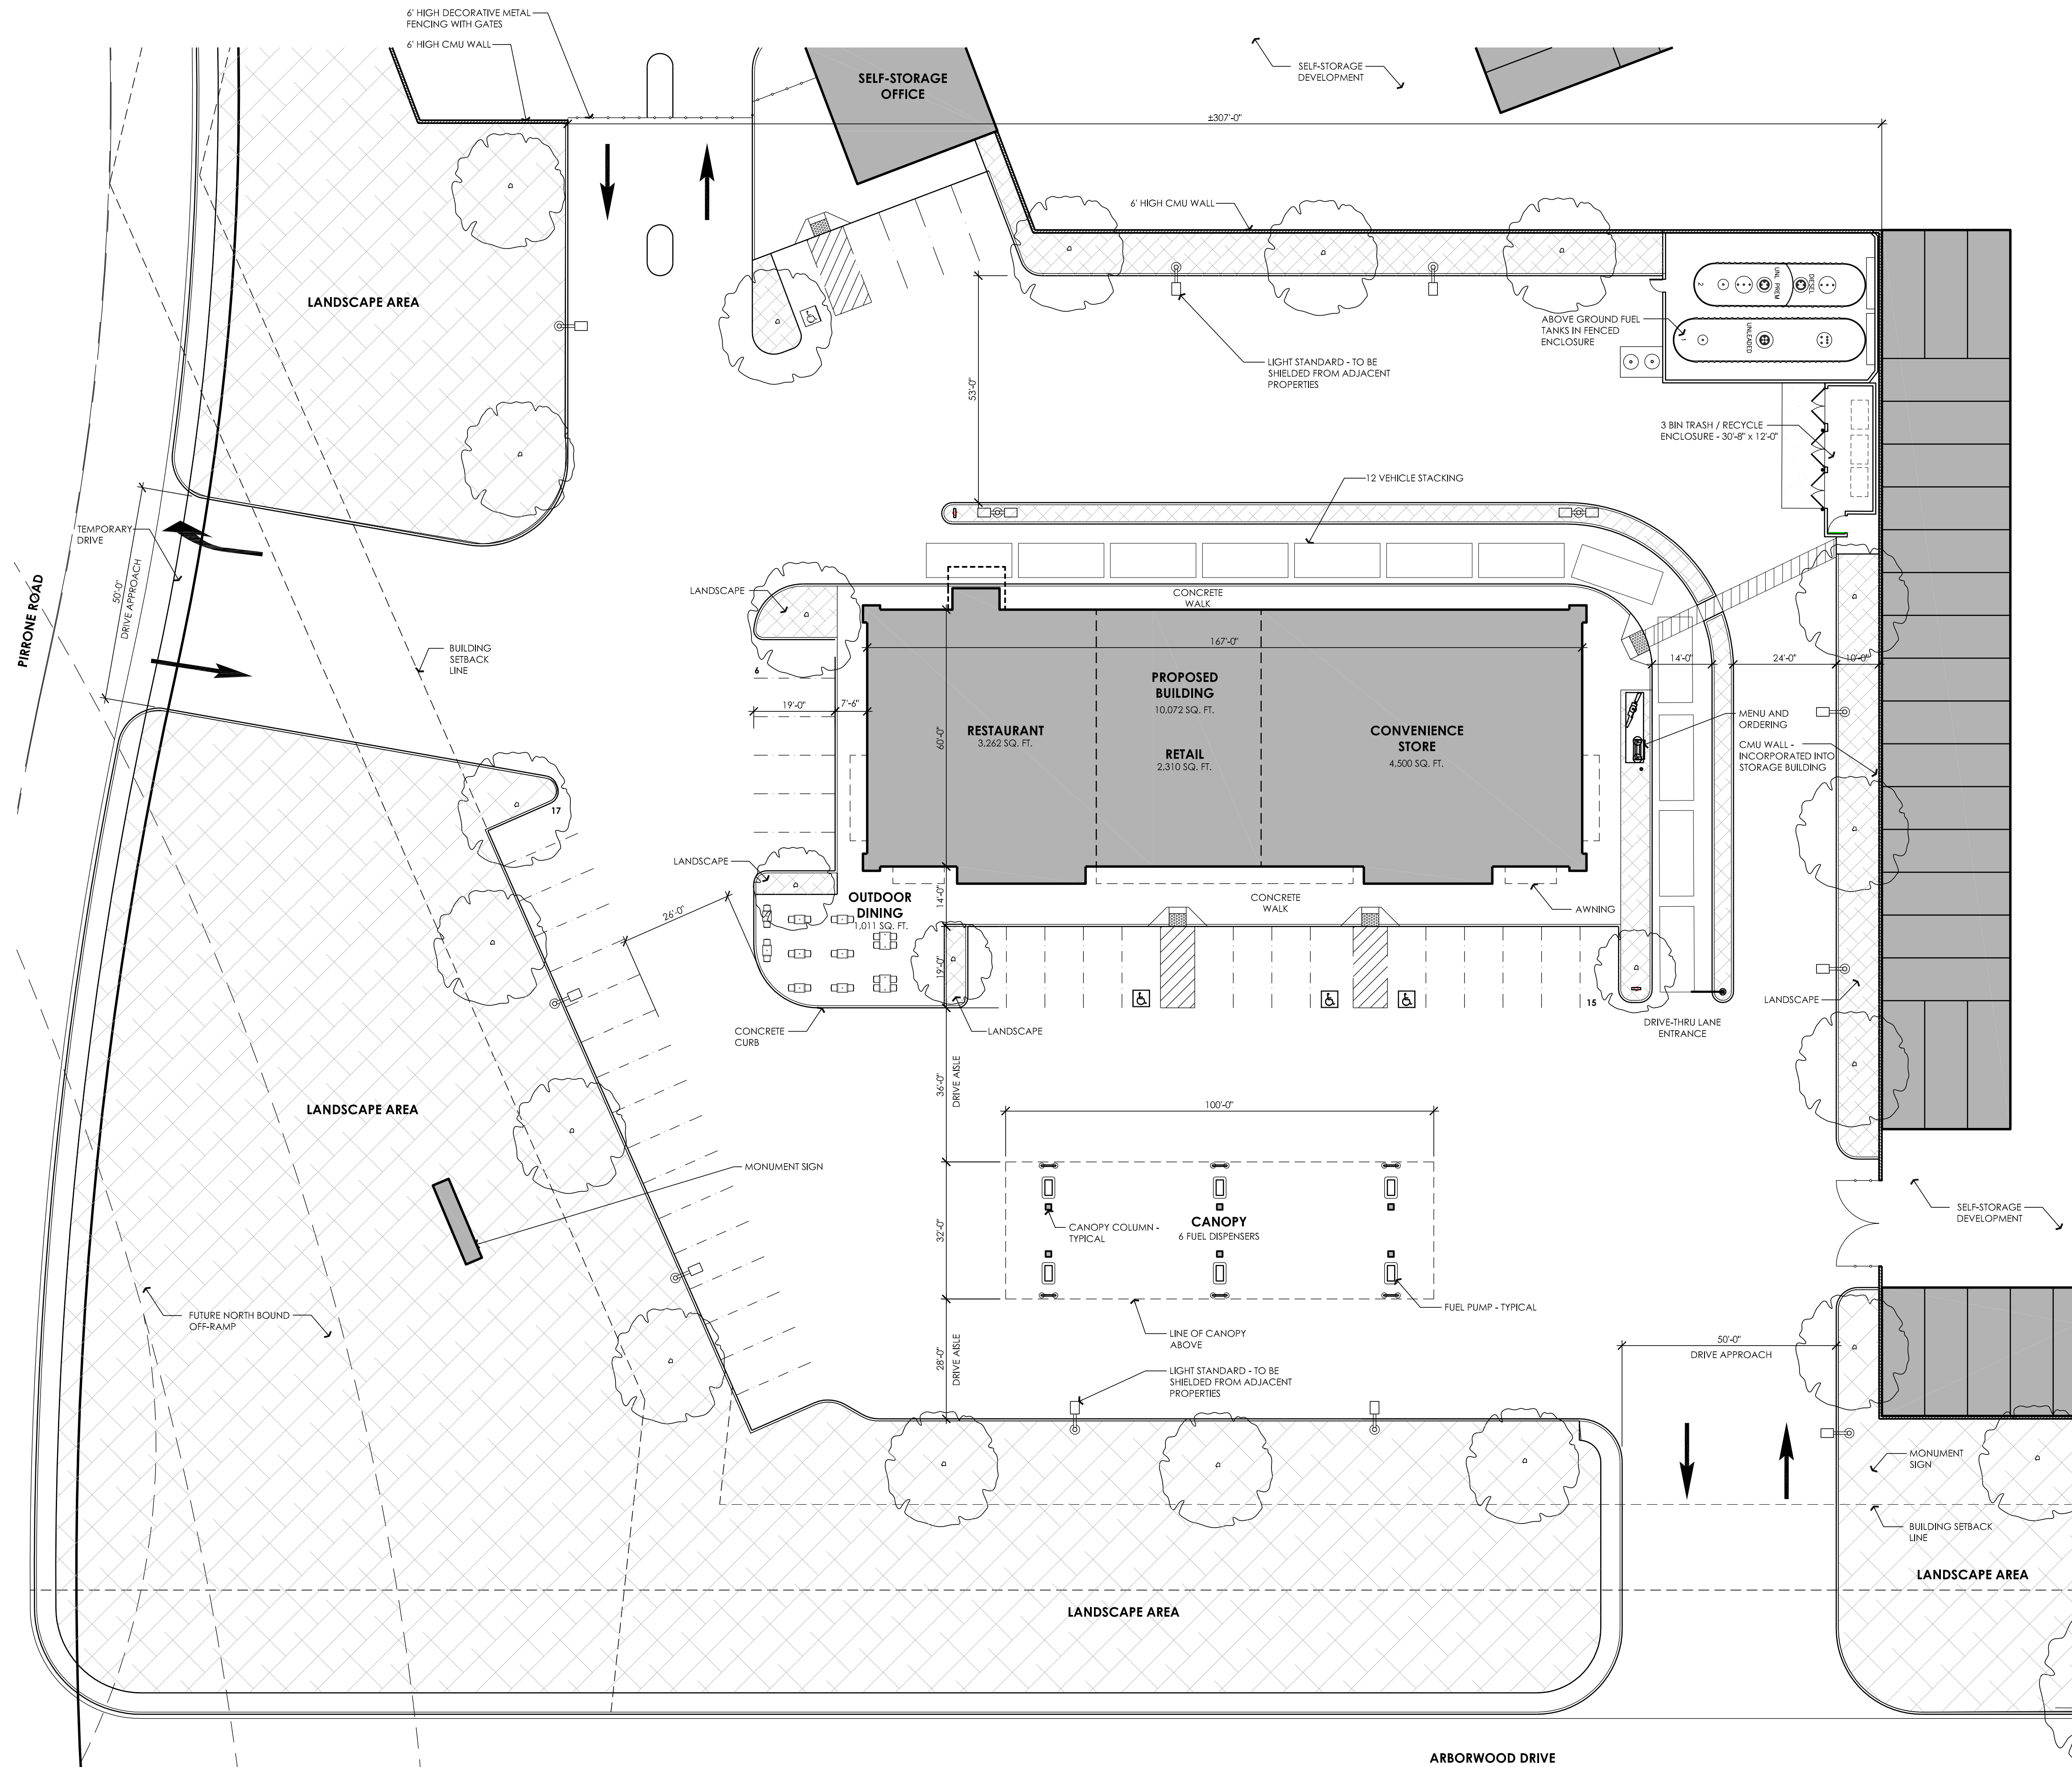 6' HIGH DECORATIVE METAL
FENCING WITH GATES
6' HIGH CMU WALL
SELF-STORAGE
OFFICE
SELF-STORAGE
DEVELOPMENT
±307'-0"
6' HIGH CMU WALL
LANDSCAPE AREA
2
UNL PREM
DIESEL
1
UNLEADED
ABOVE GROUND FUEL
TANKS IN FENCED
ENCLOSURE
LIGHT STANDARD - TO BE
SHIELDED FROM ADJACENT
PROPERTIES
53'-0"
3 BIN TRASH / RECYCLE
ENCLOSURE - 30'-8" x 12'-0"
12 VEHICLE STACKING
TEMPORARY
DRIVE
50'-0"
DRIVE APPROACH
PIRRONE ROAD
LANDSCAPE
CONCRETE
WALK
BUILDING
SETBACK
LINE
167'-0"
6
14'-0"
24'-0"
10'-0"
PROPOSED
BUILDING
10,072 SQ. FT.
19'-0"
7'-6"
60'-0"
RESTAURANT
3,262 SQ. FT.
RETAIL
2,310 SQ. FT.
CONVENIENCE
STORE
4,500 SQ. FT.
MENU AND
ORDERING
CMU WALL -
INCORPORATED INTO
STORAGE BUILDING
17
LANDSCAPE
26'-0"
OUTDOOR
DINING
1,011 SQ. FT.
14'-0"
CONCRETE
WALK
AWNING
19'-0"
15
LANDSCAPE
CONCRETE
CURB
LANDSCAPE
DRIVE-THRU LANE
ENTRANCE
36'-0"
DRIVE AISLE
100'-0"
LANDSCAPE AREA
MONUMENT SIGN
CANOPY COLUMN -
TYPICAL
CANOPY
6 FUEL DISPENSERS
32'-0"
SELF-STORAGE
DEVELOPMENT
FUTURE NORTH BOUND
OFF-RAMP
FUEL PUMP - TYPICAL
LINE OF CANOPY
ABOVE
28'-0"
DRIVE AISLE
50'-0"
DRIVE APPROACH
LIGHT STANDARD - TO BE
SHIELDED FROM ADJACENT
PROPERTIES
MONUMENT
SIGN
BUILDING SETBACK
LINE
LANDSCAPE AREA
LANDSCAPE AREA
ARBORWOOD DRIVE